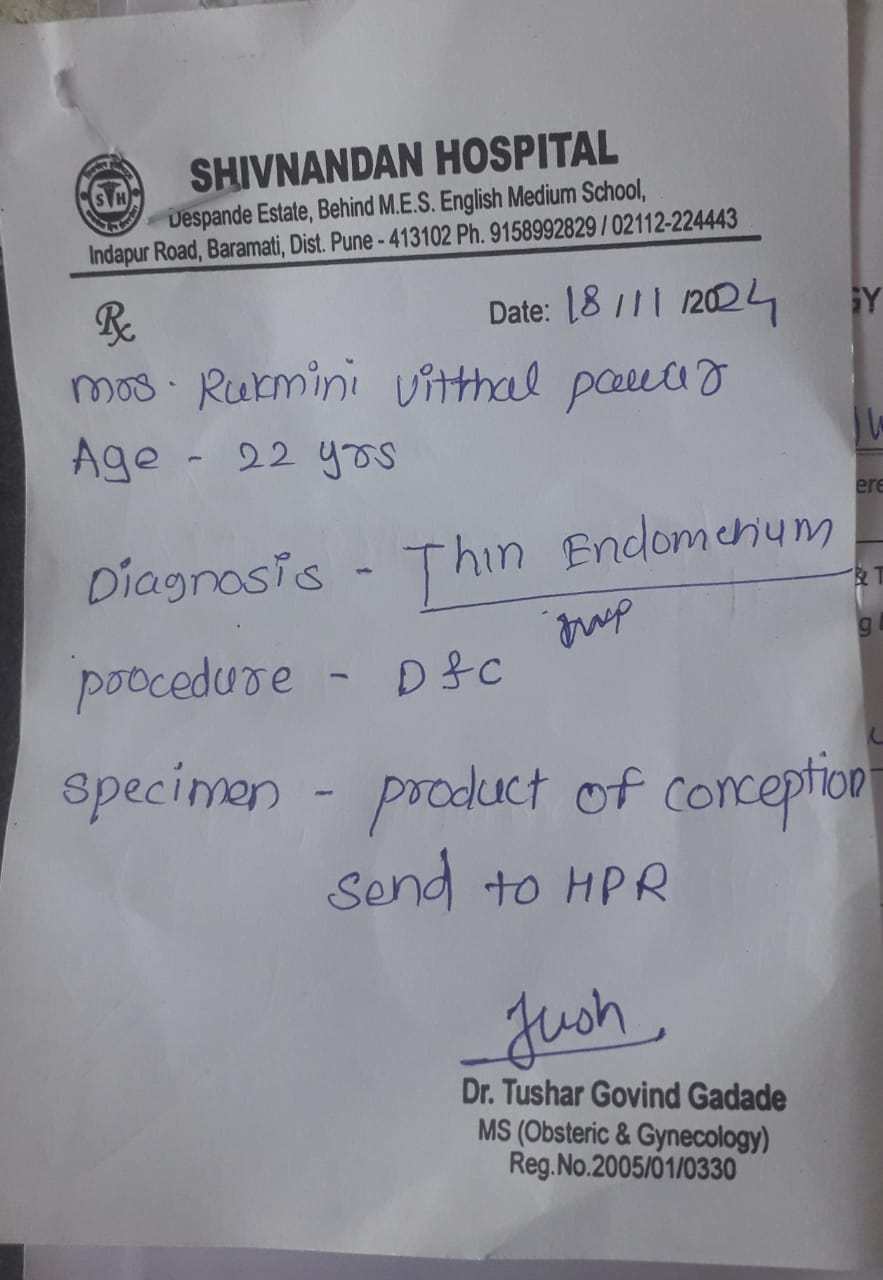 SHIVNANDAN HOSPITAL
Despande Estate, Behind M.E.S. English Medium School,
Indapur Road, Baramati, Dist. Pune - 413102 Ph. 9158992829 / 02112-224443
Rx
Date: 18/11/2024
Mrs. Rukmini Vitthal Pawar
Age - 22 yrs
Diagnosis - Thin Endometrium
procedure - D & C
Specimen - product of conception
Send to HPR
Dr. Tushar Govind Gadade
MS (Obsteric & Gynecology)
Reg.No.2005/01/0330